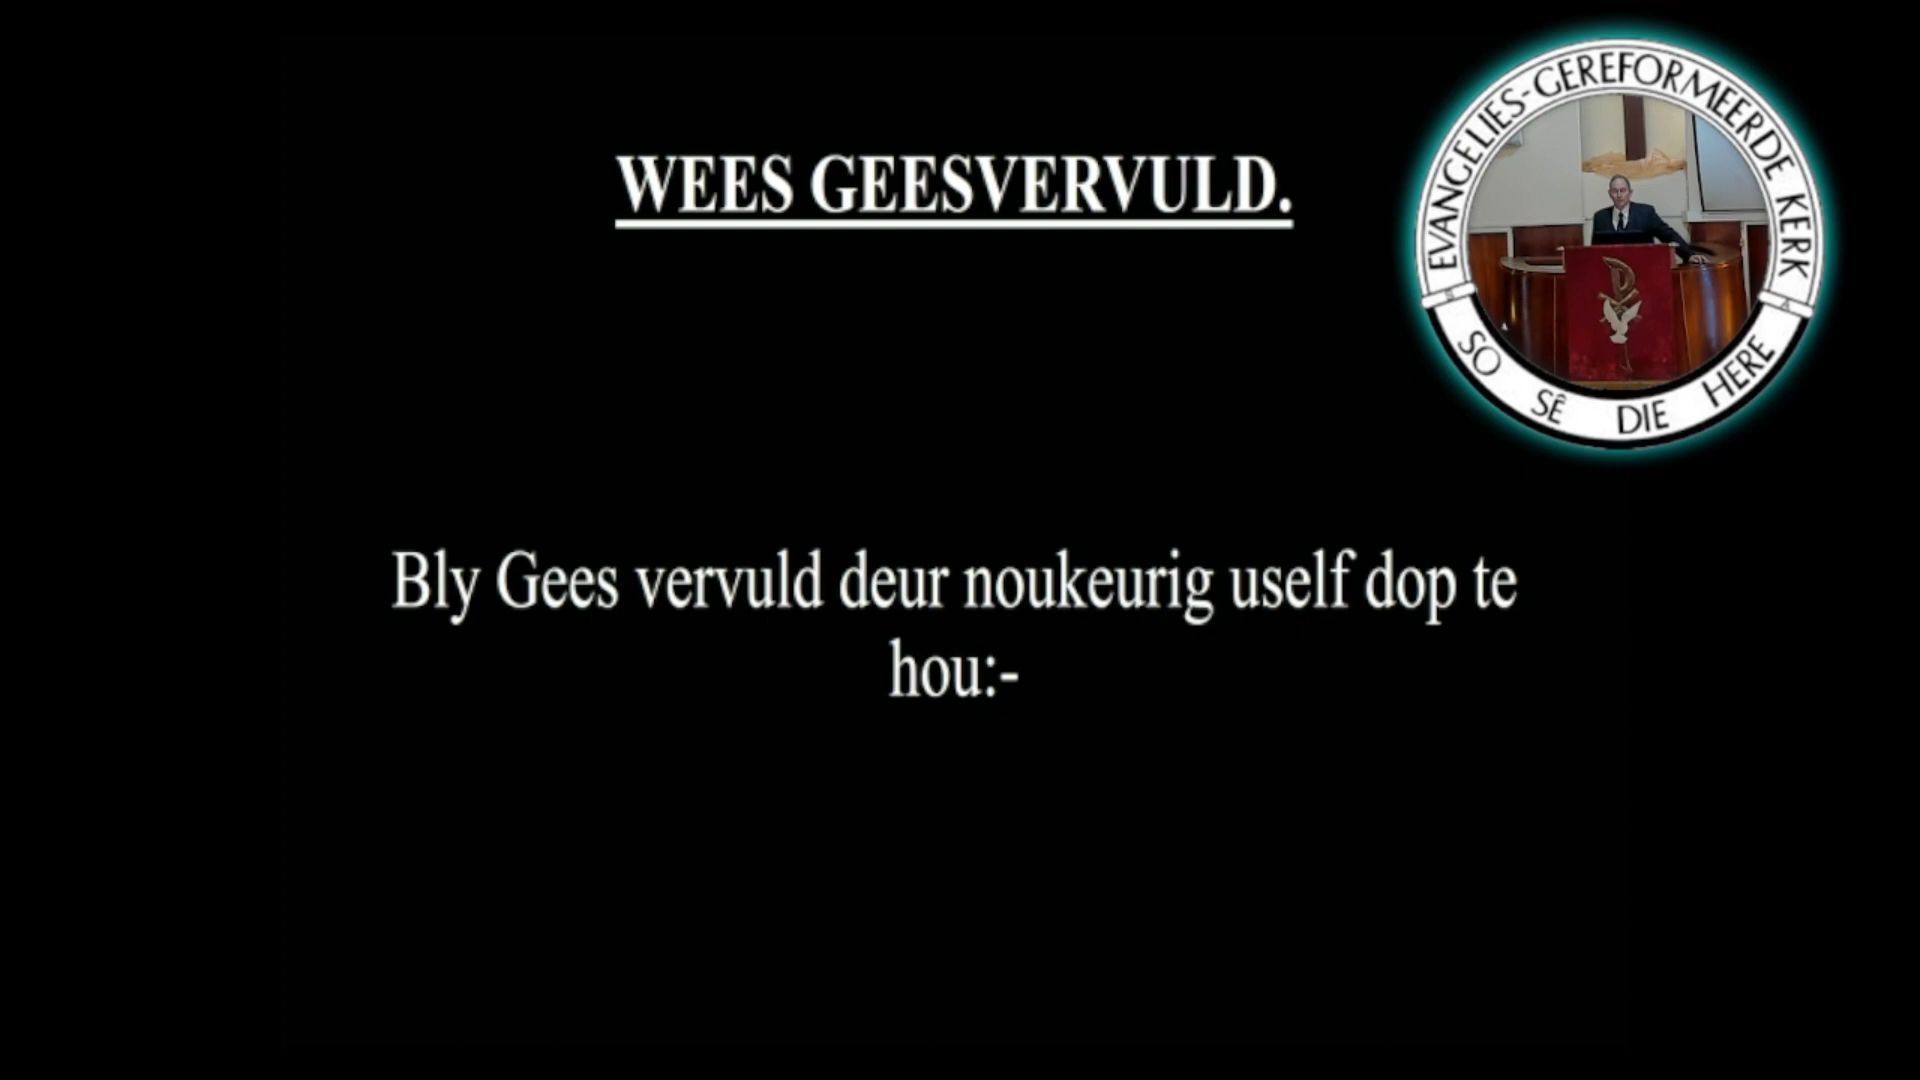 WEES GEESVERVULD.
EVANGELIES-GEREFORMEERDE KERK
SO SÊ DIE HERE
Bly Gees vervuld deur noukeurig uself dop te
hou:-